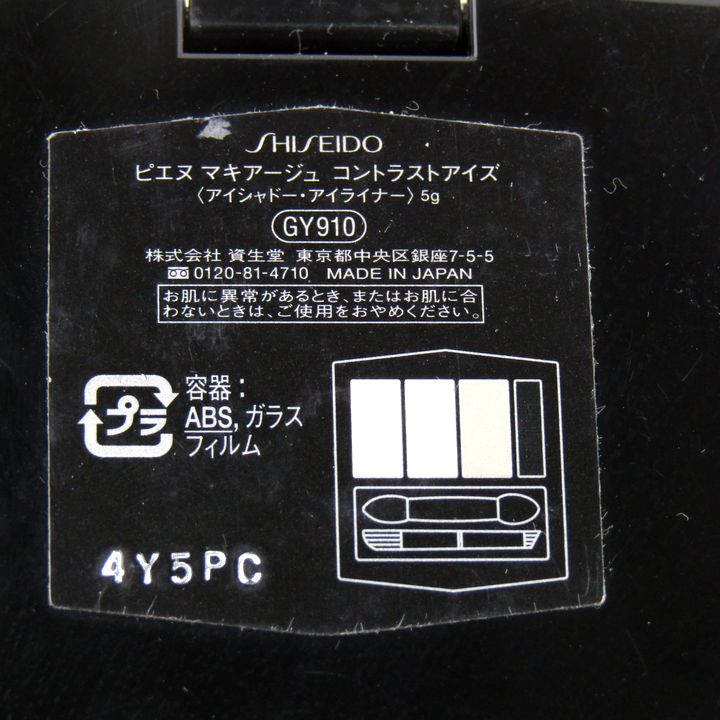 SHISEIDO
ピエヌ マキアージュ コントラストアイズ
〈アイシャドー・アイライナー〉5g
GY910
株式会社 資生堂 東京都中央区銀座7-5-5
0120-81-4710 MADE IN JAPAN
お肌に異常があるとき、またはお肌に合
わないときは、ご使用をおやめください。
プラ
容器:
ABS, ガラス
フィルム
4Y5PC